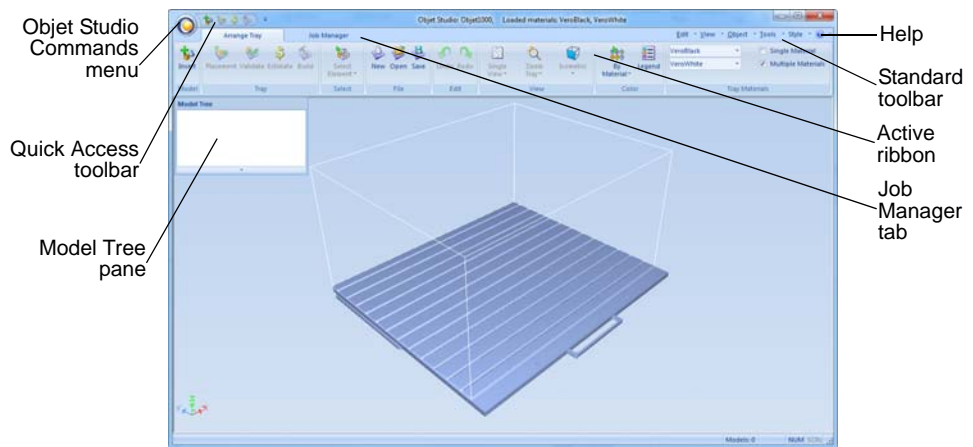 Objet Studio
Commands
menu
Quick Access
toolbar
Model Tree
pane
Help
Standard
toolbar
Active
ribbon
Job
Manager
tab
Objet Studio: Objet1000, Loaded materials: VeroBlack, VeroWhite
Arrange Tray
Job Manager
Edit View Object Tools Style
Insert Placement Validate Estimate Build
Select Element
New Open Save
Undo Redo
Single View
Zoom Tray
Isometric
By Material
Legend
VeroBlack
VeroWhite
Single Material
Multiple Materials
Model Tray Select File Edit View Color Tray Materials
Model Tree
Models: 0 NUM SCRL